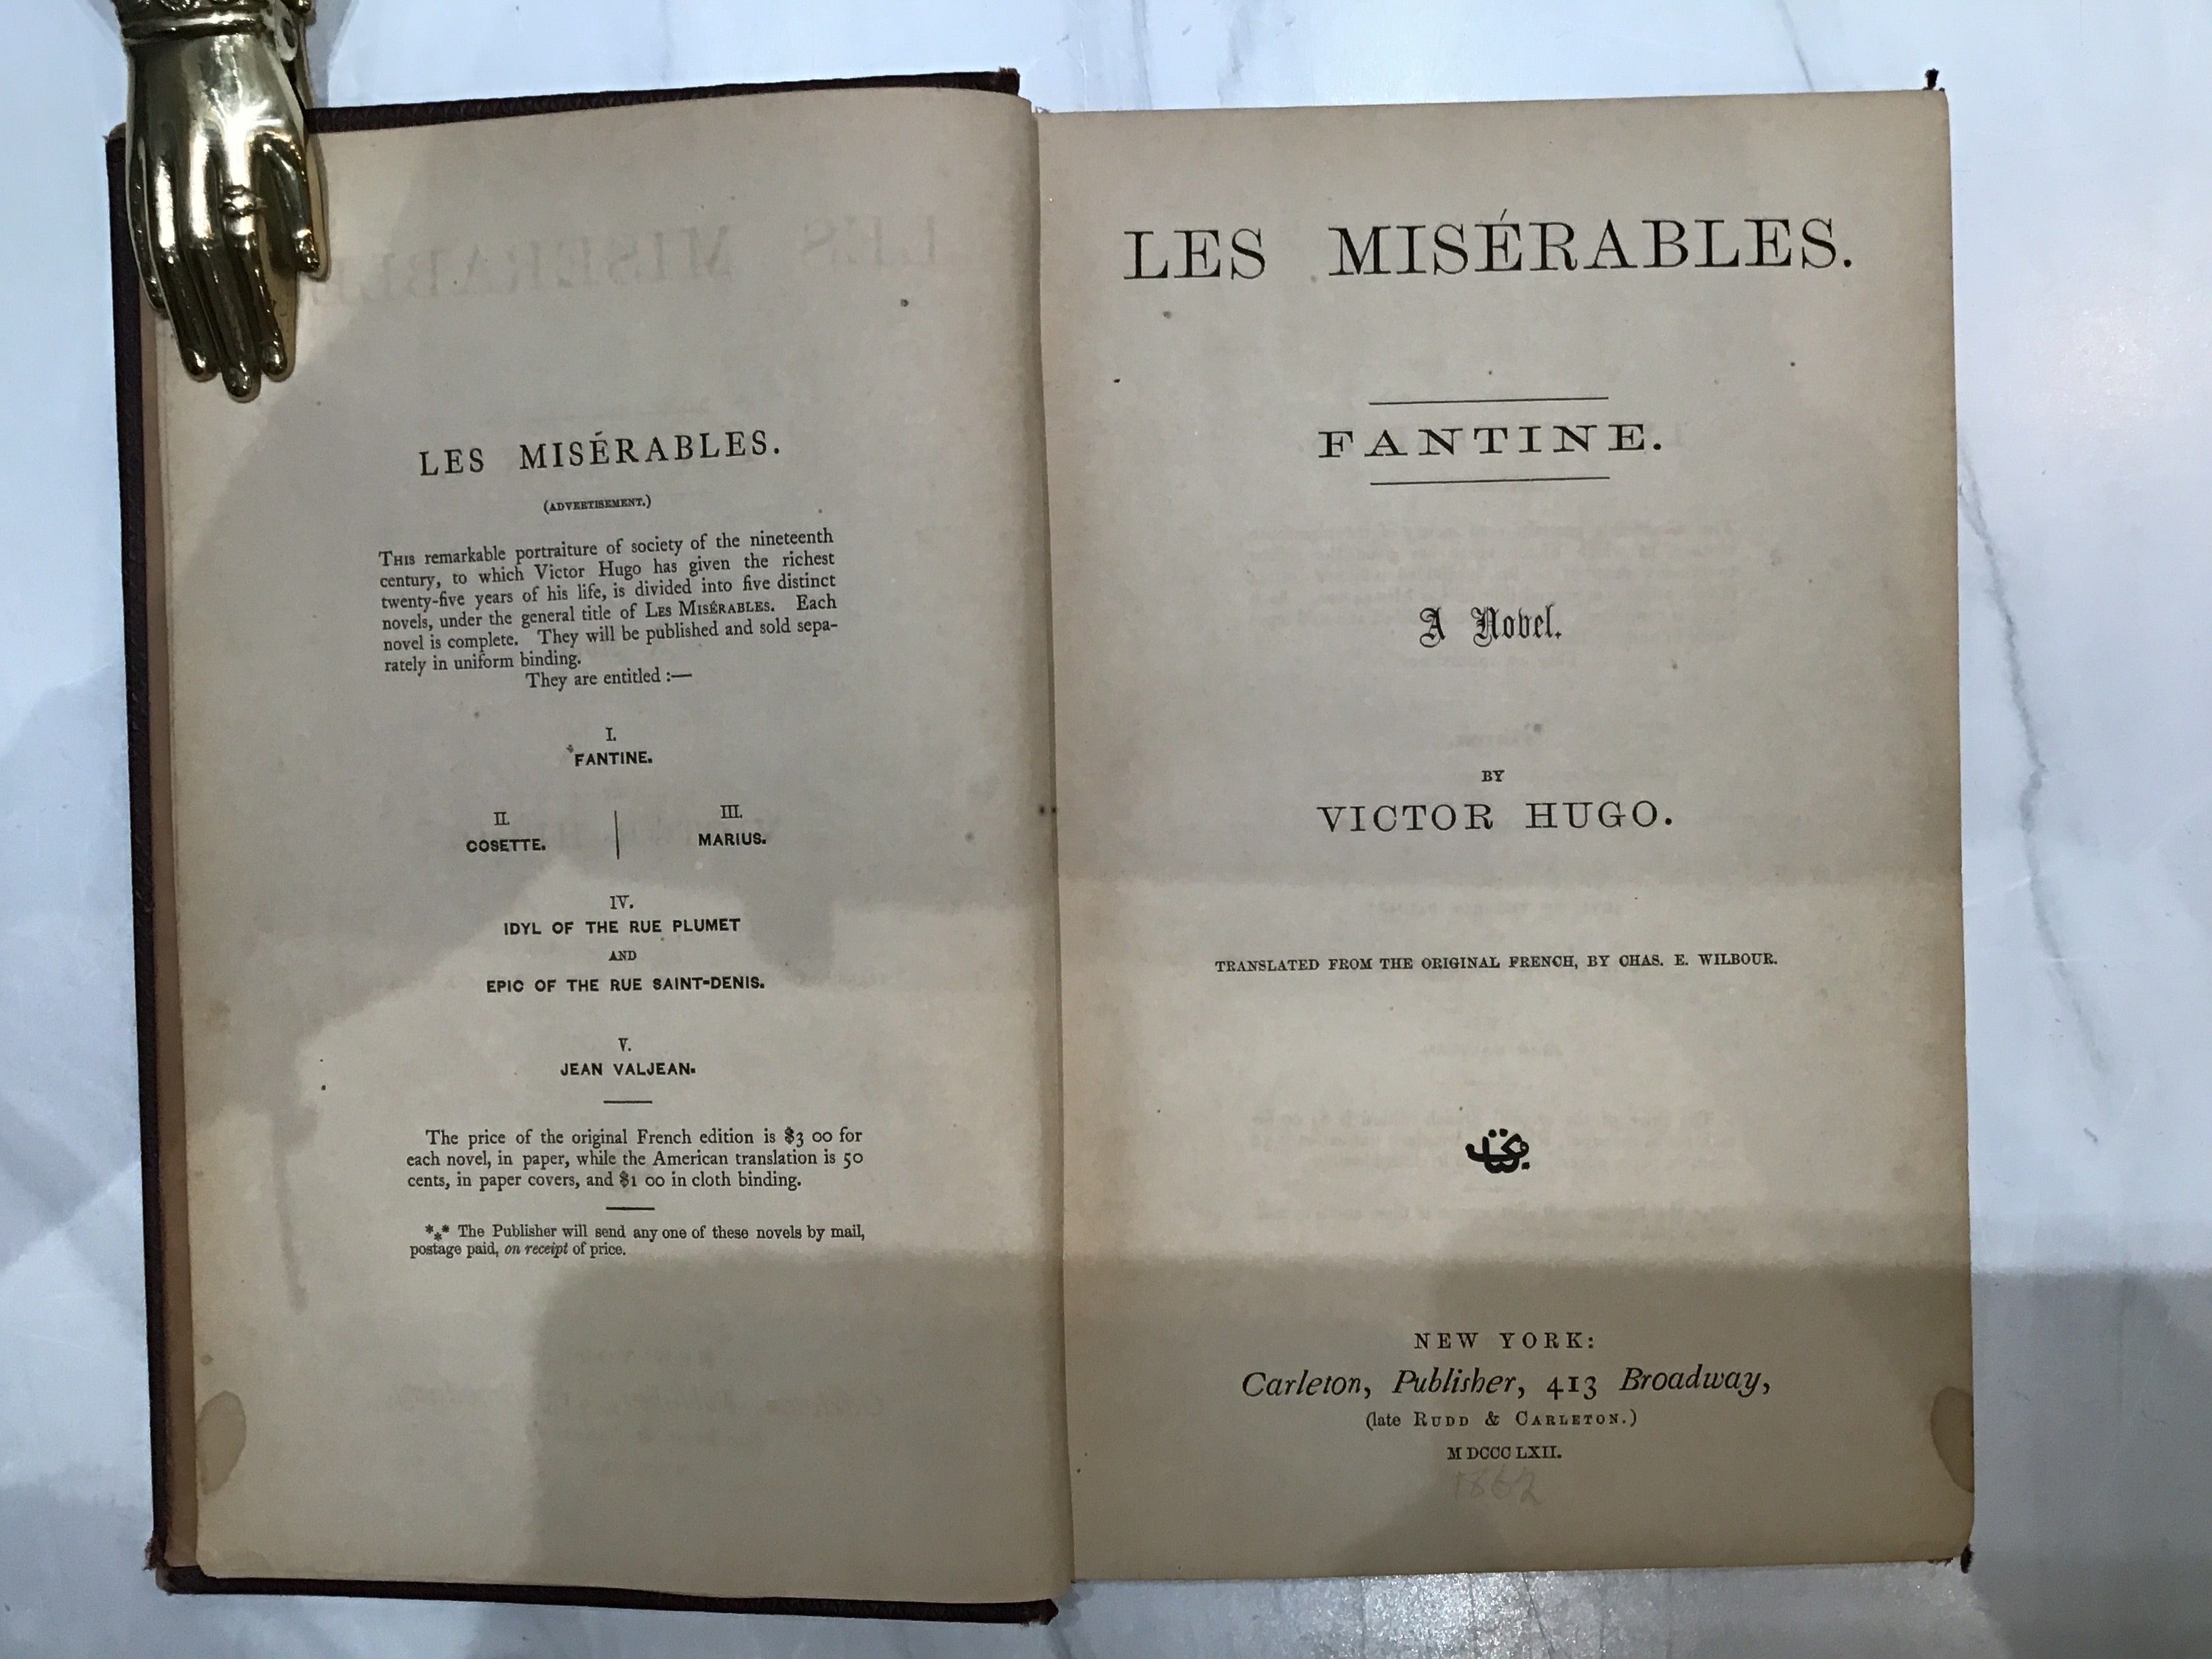 LES MISÉRABLES.
(ADVERTISEMENT.)
THIS remarkable portraiture of society of the nineteenth
century, to which Victor Hugo has given the richest
twenty-five years of his life, is divided into five distinct
novels, under the general title of LES MISÉRABLES. Each
novel is complete. They will be published and sold sepa-
rately in uniform binding.
They are entitled :—
I.
FANTINE.
II.
COSETTE.
III.
MARIUS.
IV.
IDYL OF THE RUE PLUMET
AND
EPIC OF THE RUE SAINT-DENIS.
V.
JEAN VALJEAN.
The price of the original French edition is $3 00 for
each novel, in paper, while the American translation is 50
cents, in paper covers, and $1 00 in cloth binding.
*** The Publisher will send any one of these novels by mail,
postage paid, on receipt of price.
LES MISÉRABLES.
FANTINE.
A Novel.
BY
VICTOR HUGO.
TRANSLATED FROM THE ORIGINAL FRENCH, BY CHAS. E. WILBOUR.
NEW YORK:
Carleton, Publisher, 413 Broadway,
(late RUDD & CARLETON.)
M DCCC LXII.
1862